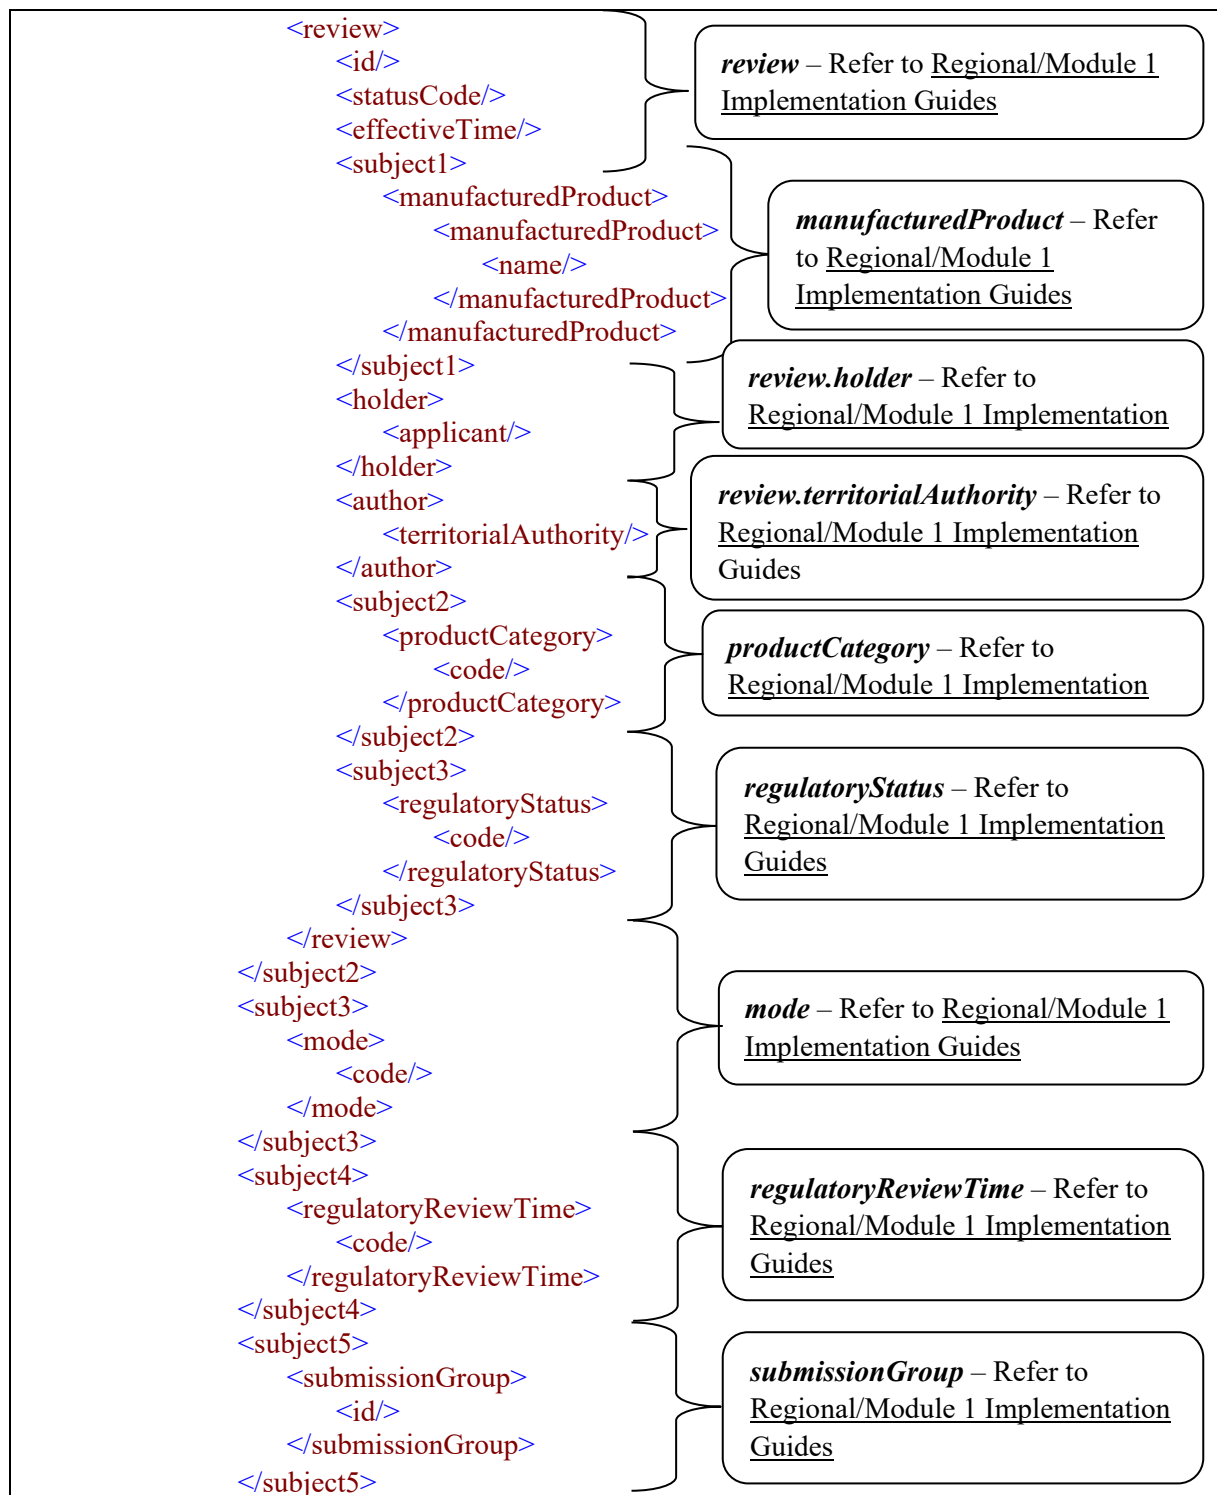 <review>
<id/>
<statusCode/>
<effectiveTime/>
<subject1>
<manufacturedProduct>
<manufacturedProduct>
<name/>
</manufacturedProduct>
</manufacturedProduct>
</subject1>
<holder>
<applicant/>
</holder>
<author>
<territorialAuthority/>
</author>
<subject2>
<productCategory>
<code/>
</productCategory>
</subject2>
<subject3>
<regulatoryStatus>
<code/>
</regulatoryStatus>
</subject3>
</review>
</subject2>
<subject3>
<mode>
<code/>
</mode>
</subject3>
<subject4>
<regulatoryReviewTime>
<code/>
</regulatoryReviewTime>
</subject4>
<subject5>
<submissionGroup>
<id/>
</submissionGroup>
</subject5>
review – Refer to Regional/Module 1
Implementation Guides
manufacturedProduct – Refer
to Regional/Module 1
Implementation Guides
review.holder – Refer to
Regional/Module 1 Implementation
review.territorialAuthority – Refer to
Regional/Module 1 Implementation
Guides
productCategory – Refer to
Regional/Module 1 Implementation
regulatoryStatus – Refer to
Regional/Module 1 Implementation
Guides
mode – Refer to Regional/Module 1
Implementation Guides
regulatoryReviewTime – Refer to
Regional/Module 1 Implementation
Guides
submissionGroup – Refer to
Regional/Module 1 Implementation
Guides